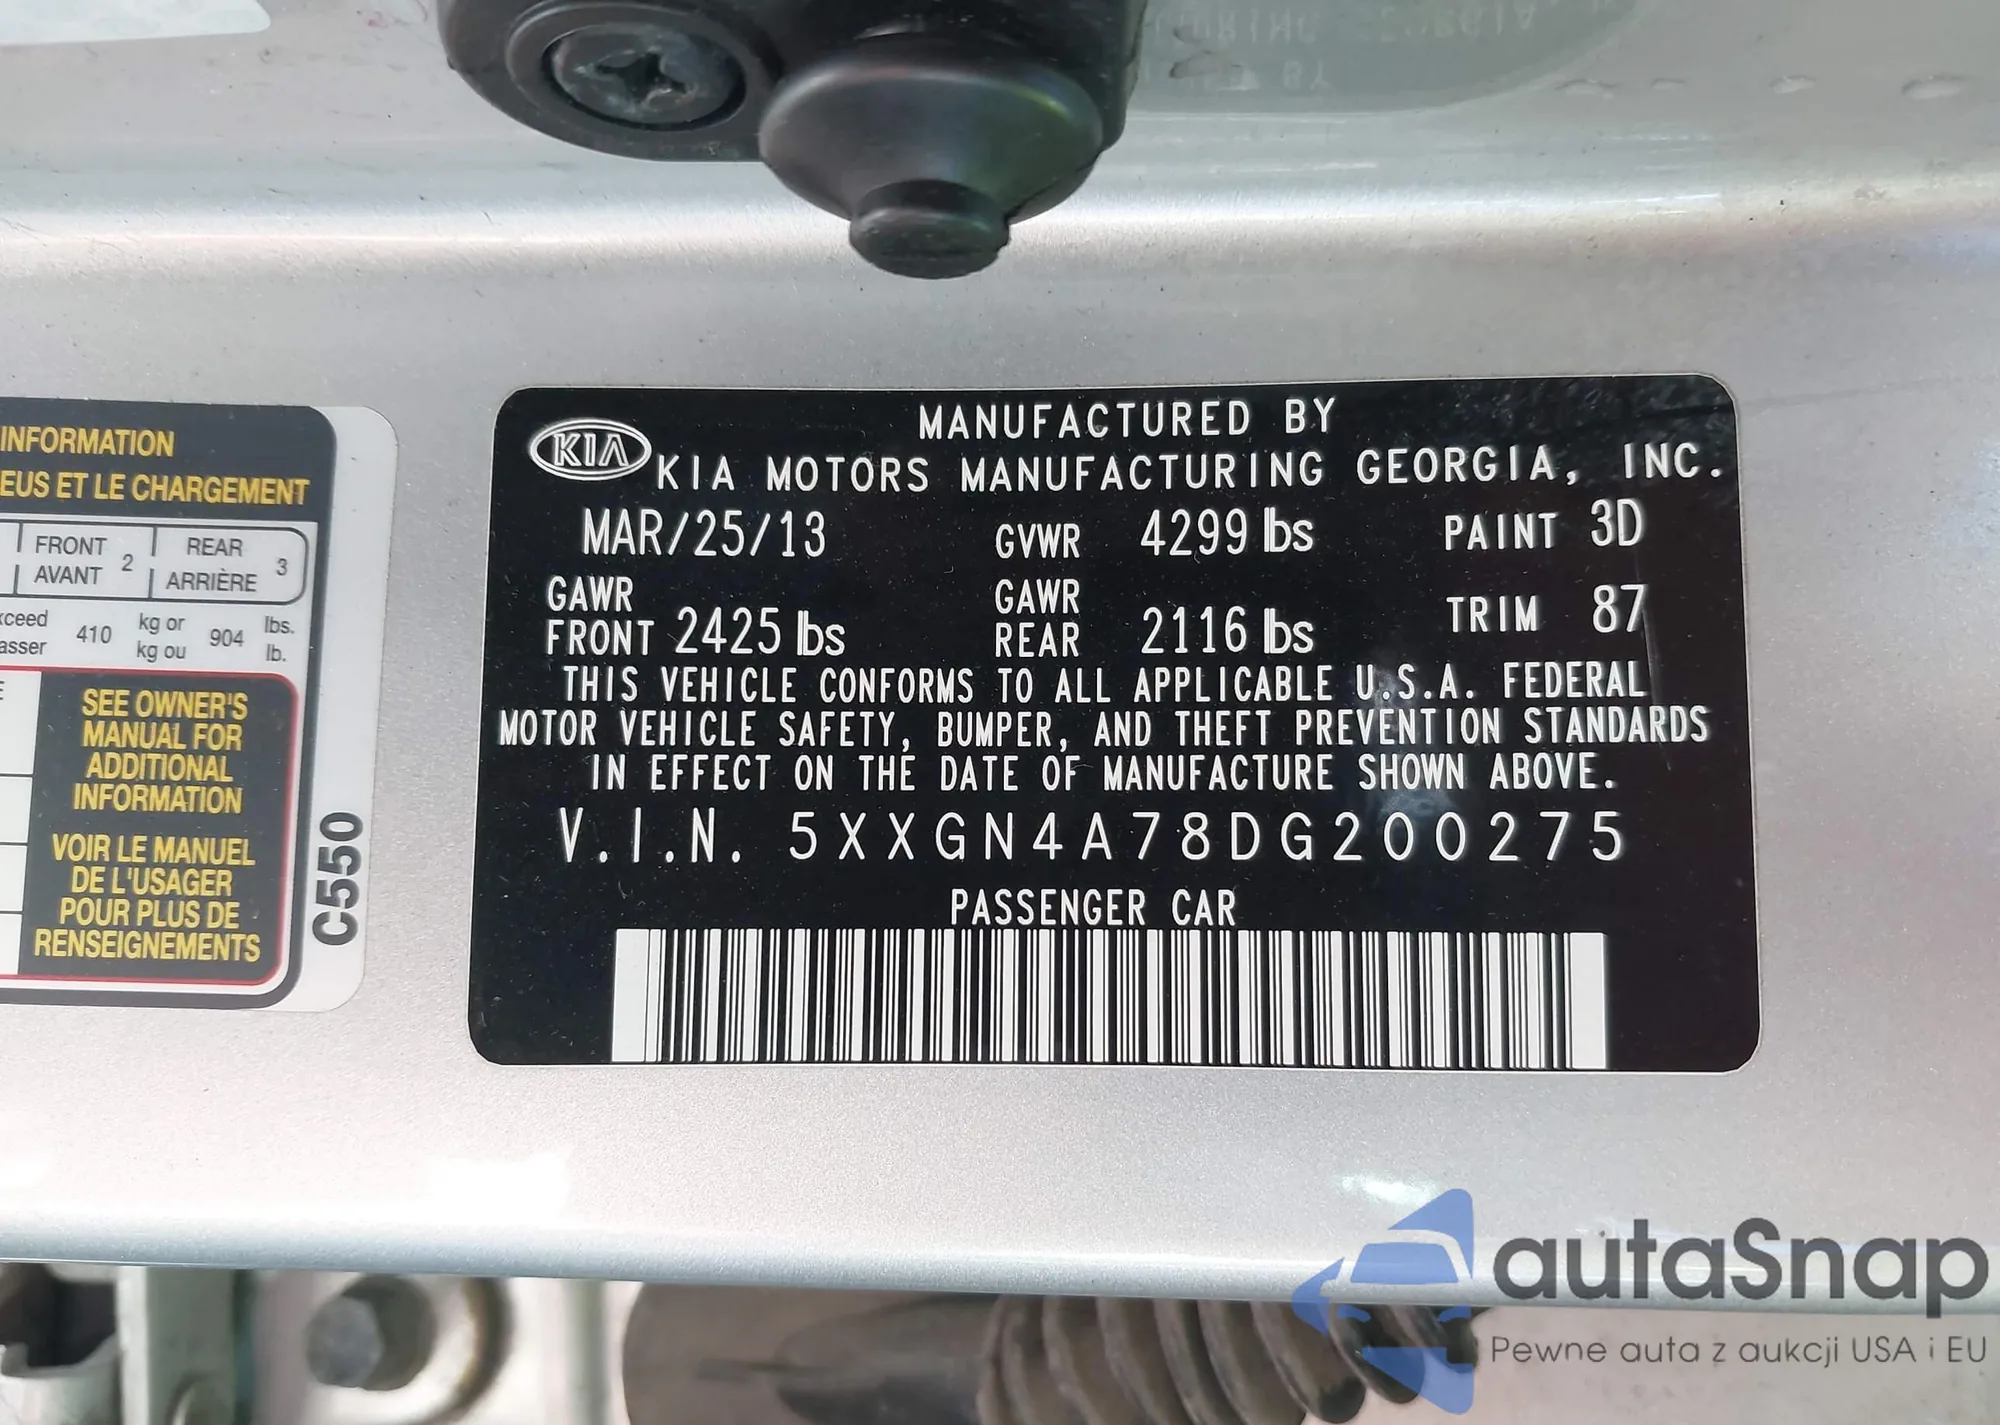 INFORMATION
EUS ET LE CHARGEMENT
FRONT AVANT 2
REAR ARRIÈRE 3
xceed asser 410 kg or kg ou 904 lbs. lb.
SEE OWNER'S
MANUAL FOR
ADDITIONAL
INFORMATION
VOIR LE MANUEL
DE L'USAGER
POUR PLUS DE
RENSEIGNEMENTS
C550
KIA
MANUFACTURED BY
KIA MOTORS MANUFACTURING GEORGIA, INC.
MAR/25/13 GVWR 4299 lbs PAINT 3D
GAWR FRONT 2425 lbs GAWR REAR 2116 lbs TRIM 87
THIS VEHICLE CONFORMS TO ALL APPLICABLE U.S.A. FEDERAL
MOTOR VEHICLE SAFETY, BUMPER, AND THEFT PREVENTION STANDARDS
IN EFFECT ON THE DATE OF MANUFACTURE SHOWN ABOVE.
V.I.N. 5XXGN4A78DG200275
PASSENGER CAR
autaSnap
Pewne auta z aukcji USA i EU